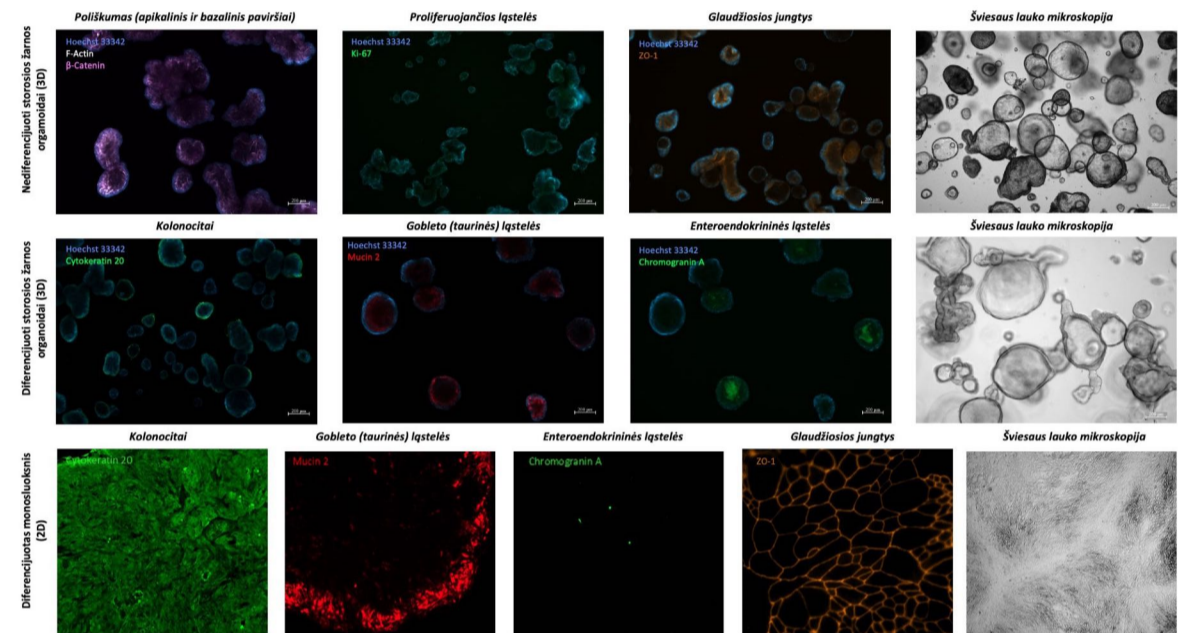 Poliškumas (apikalinis ir bazalinis paviršiai)
Proliferuojančios ląstelės
Glaudžiosios jungtys
Šviesaus lauko mikroskopija
Nediferencijuoti storosios žarnos
orgamoidai (3D)
Hoechst 33342
F-Actin
β-Catenin
Hoechst 33342
Ki-67
Hoechst 33342
ZO-1
Kolonocitai
Gobleto (taurinės) ląstelės
Enteroendokrininės ląstelės
Šviesaus lauko mikroskopija
Diferencijuoti storosios žarnos
organoidai (3D)
Hoechst 33342
Cytokeratin 20
Hoechst 33342
Mucin 2
Hoechst 33342
Chromogranin A
Kolonocitai
Gobleto (taurinės) ląstelės
Enteroendokrininės ląstelės
Glaudžiosios jungtys
Šviesaus lauko mikroskopija
Diferencijuotas monosluoksnis
(2D)
Cytokeratin 20
Mucin 2
Chromogranin A
ZO-1